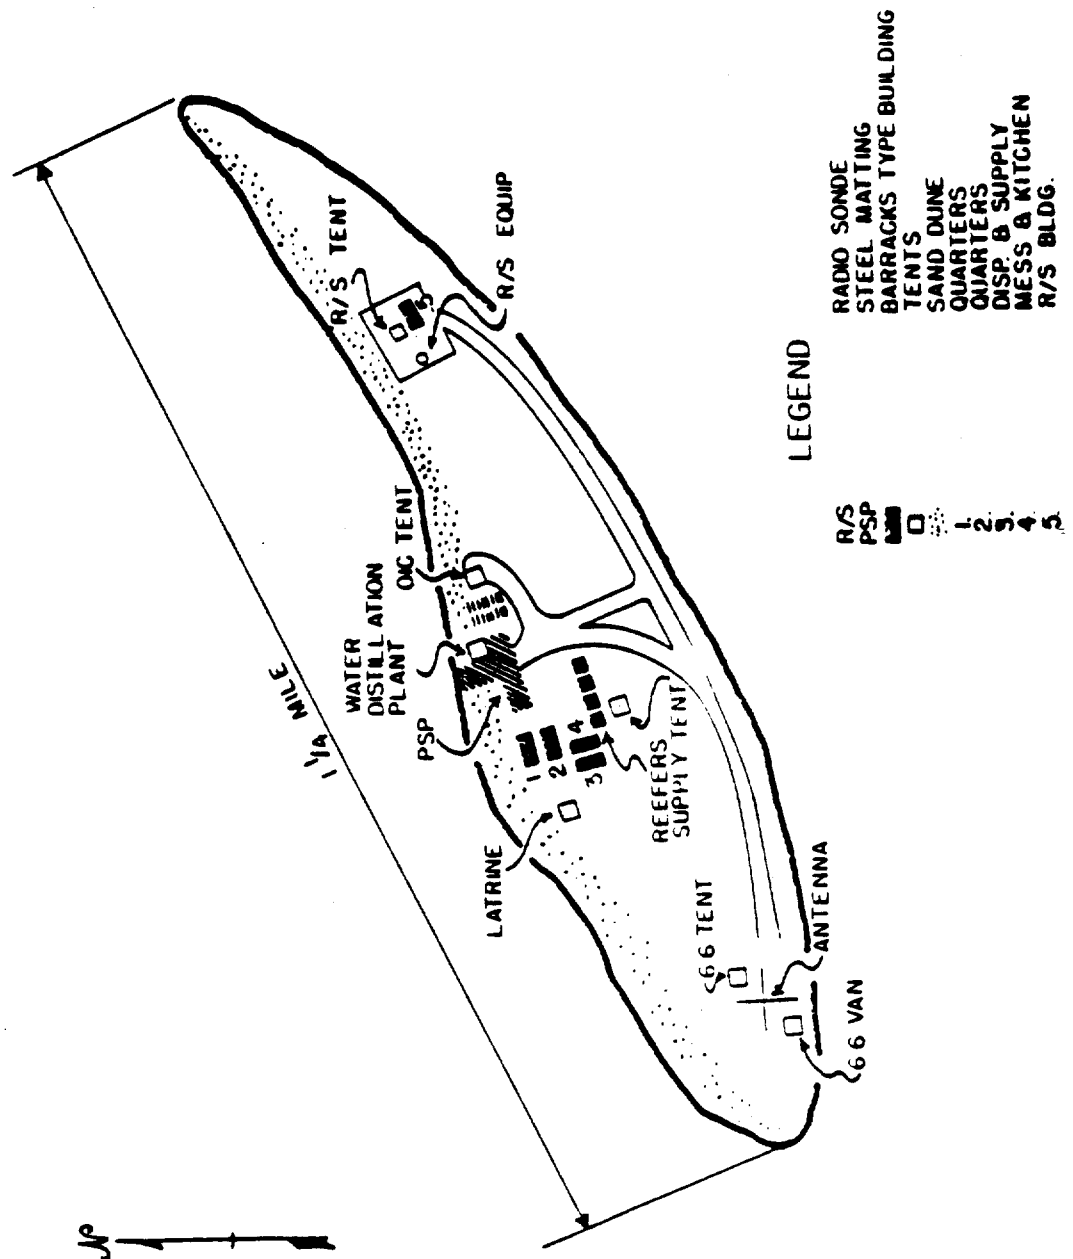 N
1 1/4 MILE
R/S TENT
R/S EQUIP
5
OIC TENT
WATER
DISTILLATION
PLANT
PSP
1
2
3
4
REEFERS
SUPPLY TENT
LATRINE
66 TENT
ANTENNA
66 VAN
LEGEND
R/S RADIO SONDE
PSP STEEL MATTING
BARRACKS TYPE BUILDING
TENTS
SAND DUNE
1. QUARTERS
2. QUARTERS
3. DISP. & SUPPLY
4. MESS & KITCHEN
5. R/S BLDG.